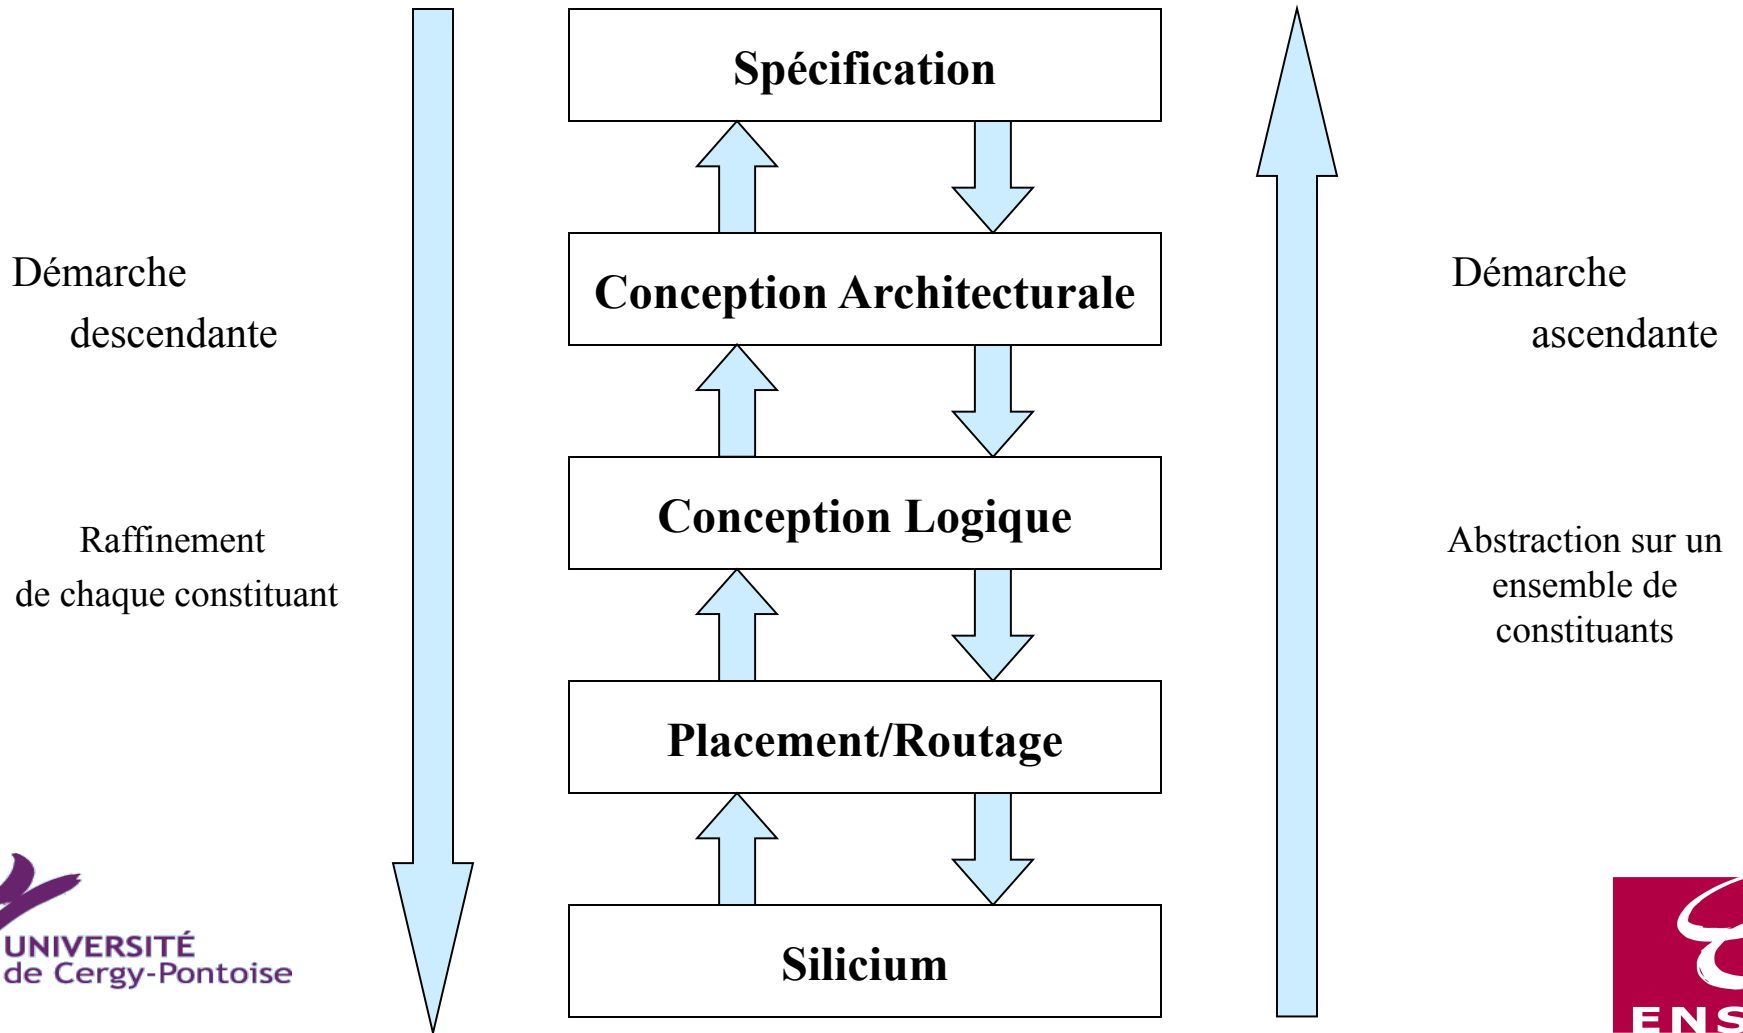 Spécification
Démarche
descendante
Conception Architecturale
Démarche
ascendante
Raffinement
de chaque constituant
Conception Logique
Abstraction sur un
ensemble de
constituants
Placement/Routage
Silicium
UNIVERSITÉ
de Cergy-Pontoise